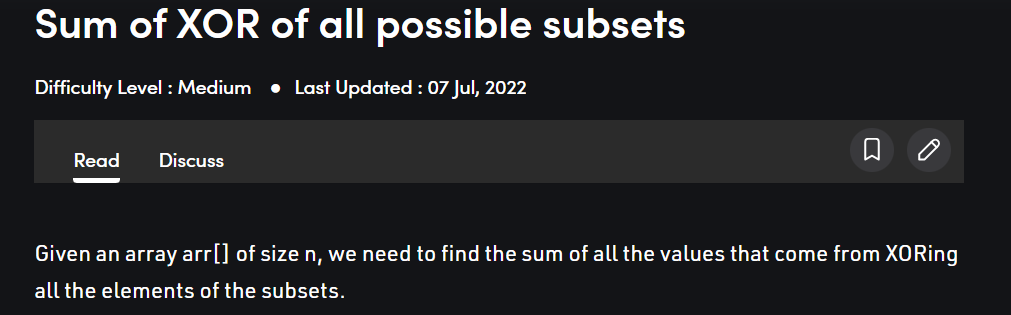 Sum of XOR of all possible subsets
Difficulty Level : Medium ● Last Updated : 07 Jul, 2022
Read Discuss
Given an array arr[] of size n, we need to find the sum of all the values that come from XORing
all the elements of the subsets.